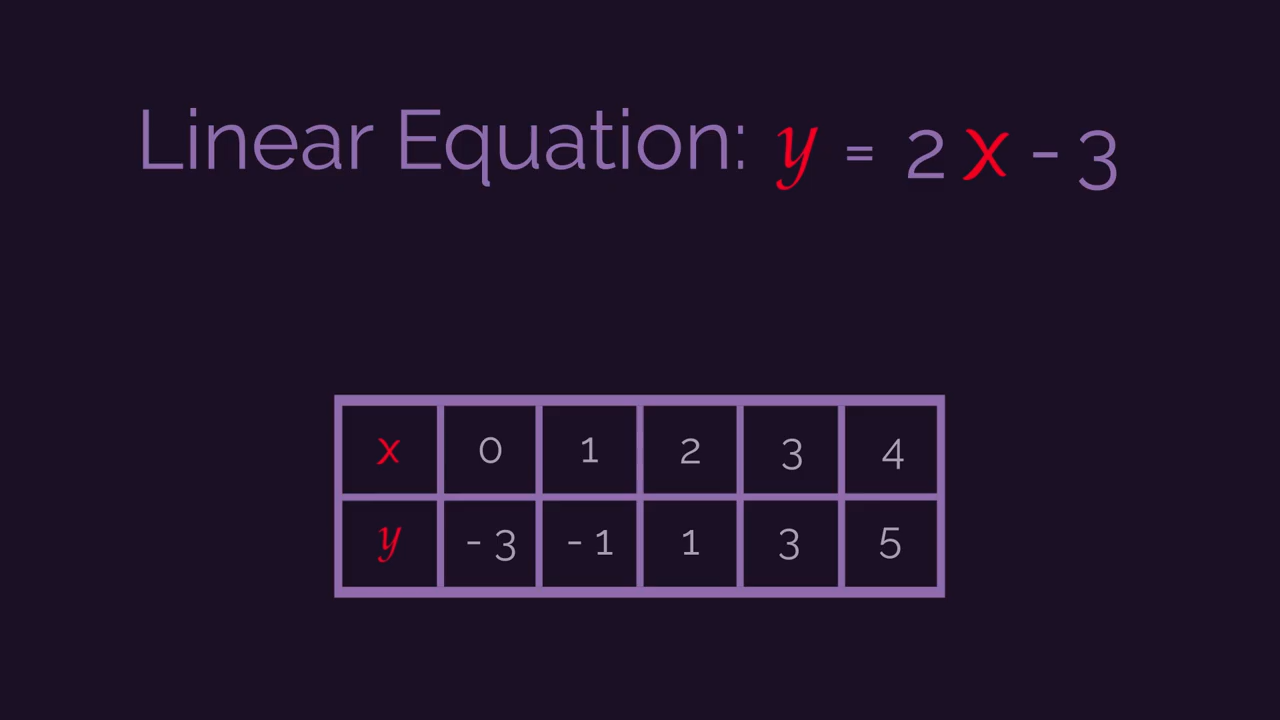 Linear Equation: y = 2x - 3
x 0 1 2 3 4
y - 3 - 1 1 3 5